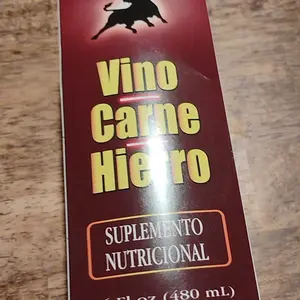 Vino
Carne
Hierro
SUPLEMENTO
NUTRICIONAL
Fl oz (480 mL)